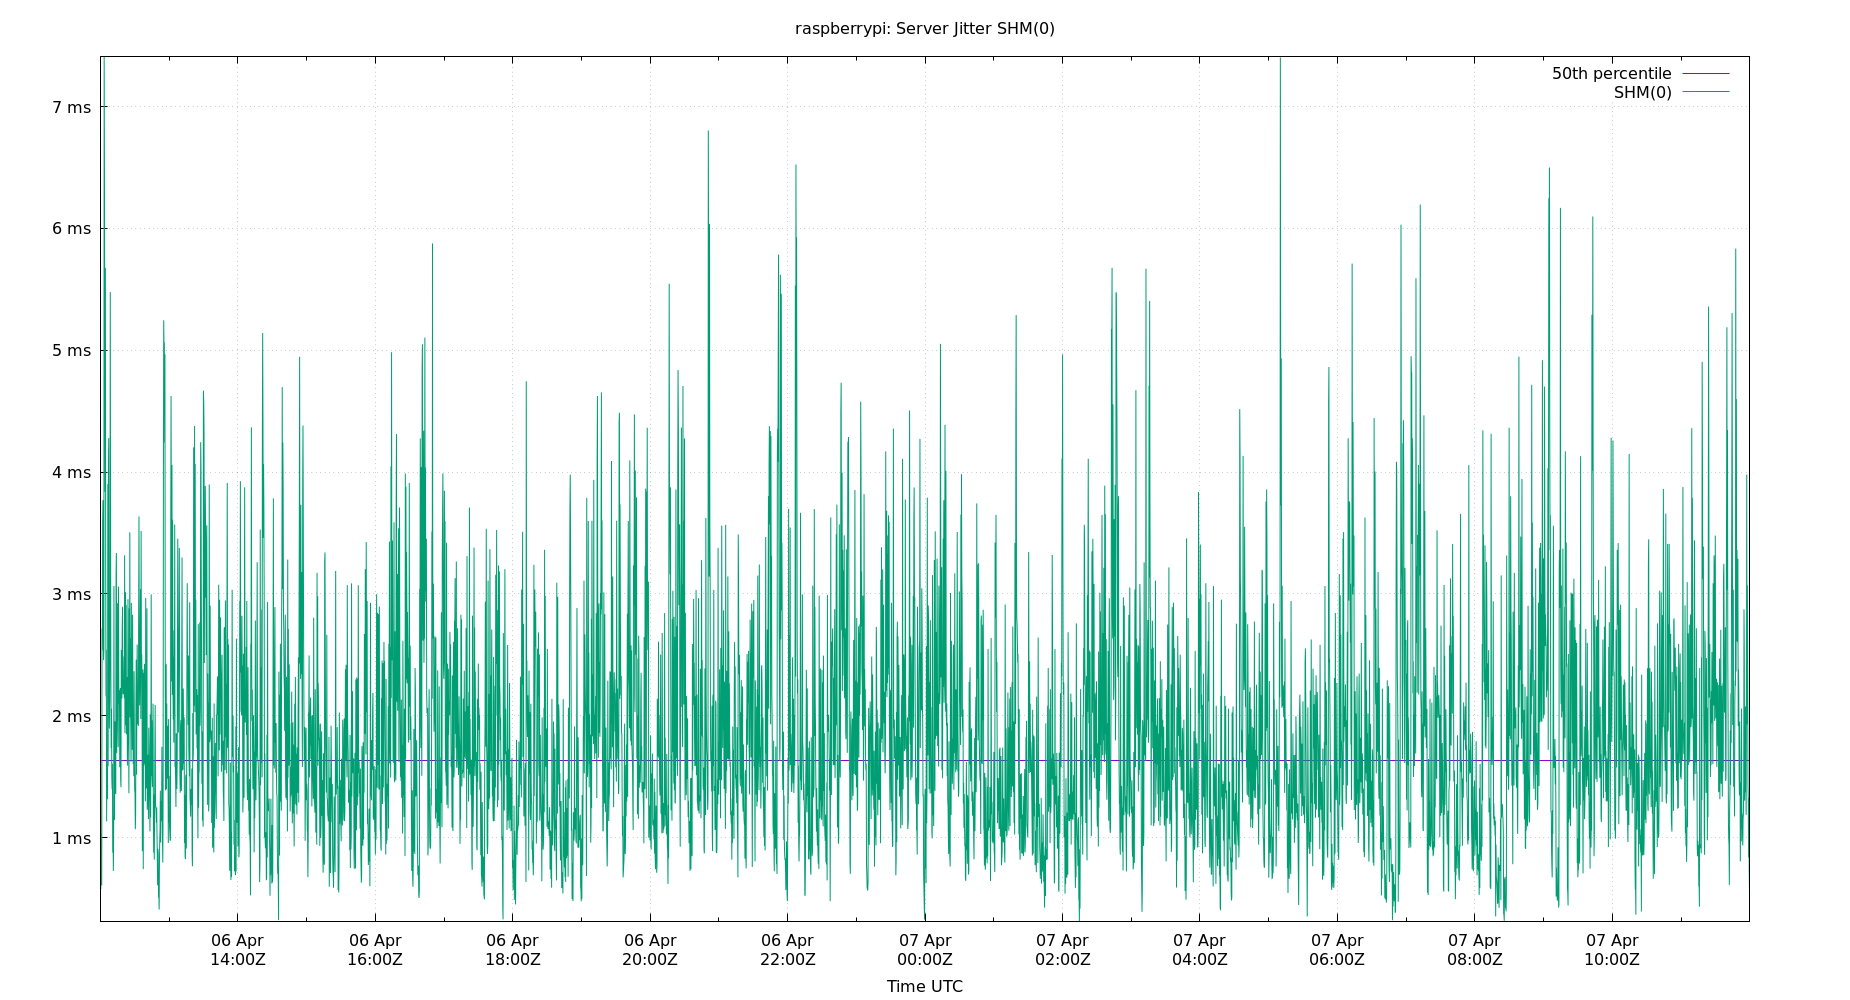 raspberrypi: Server Jitter SHM(0)
50th percentile
SHM(0)
7 ms
6 ms
5 ms
4 ms
3 ms
2 ms
1 ms
06 Apr 06 Apr 06 Apr 06 Apr 06 Apr 07 Apr 07 Apr 07 Apr 07 Apr 07 Apr 07 Apr
14:00Z 16:00Z 18:00Z 20:00Z 22:00Z 00:00Z 02:00Z 04:00Z 06:00Z 08:00Z 10:00Z
Time UTC